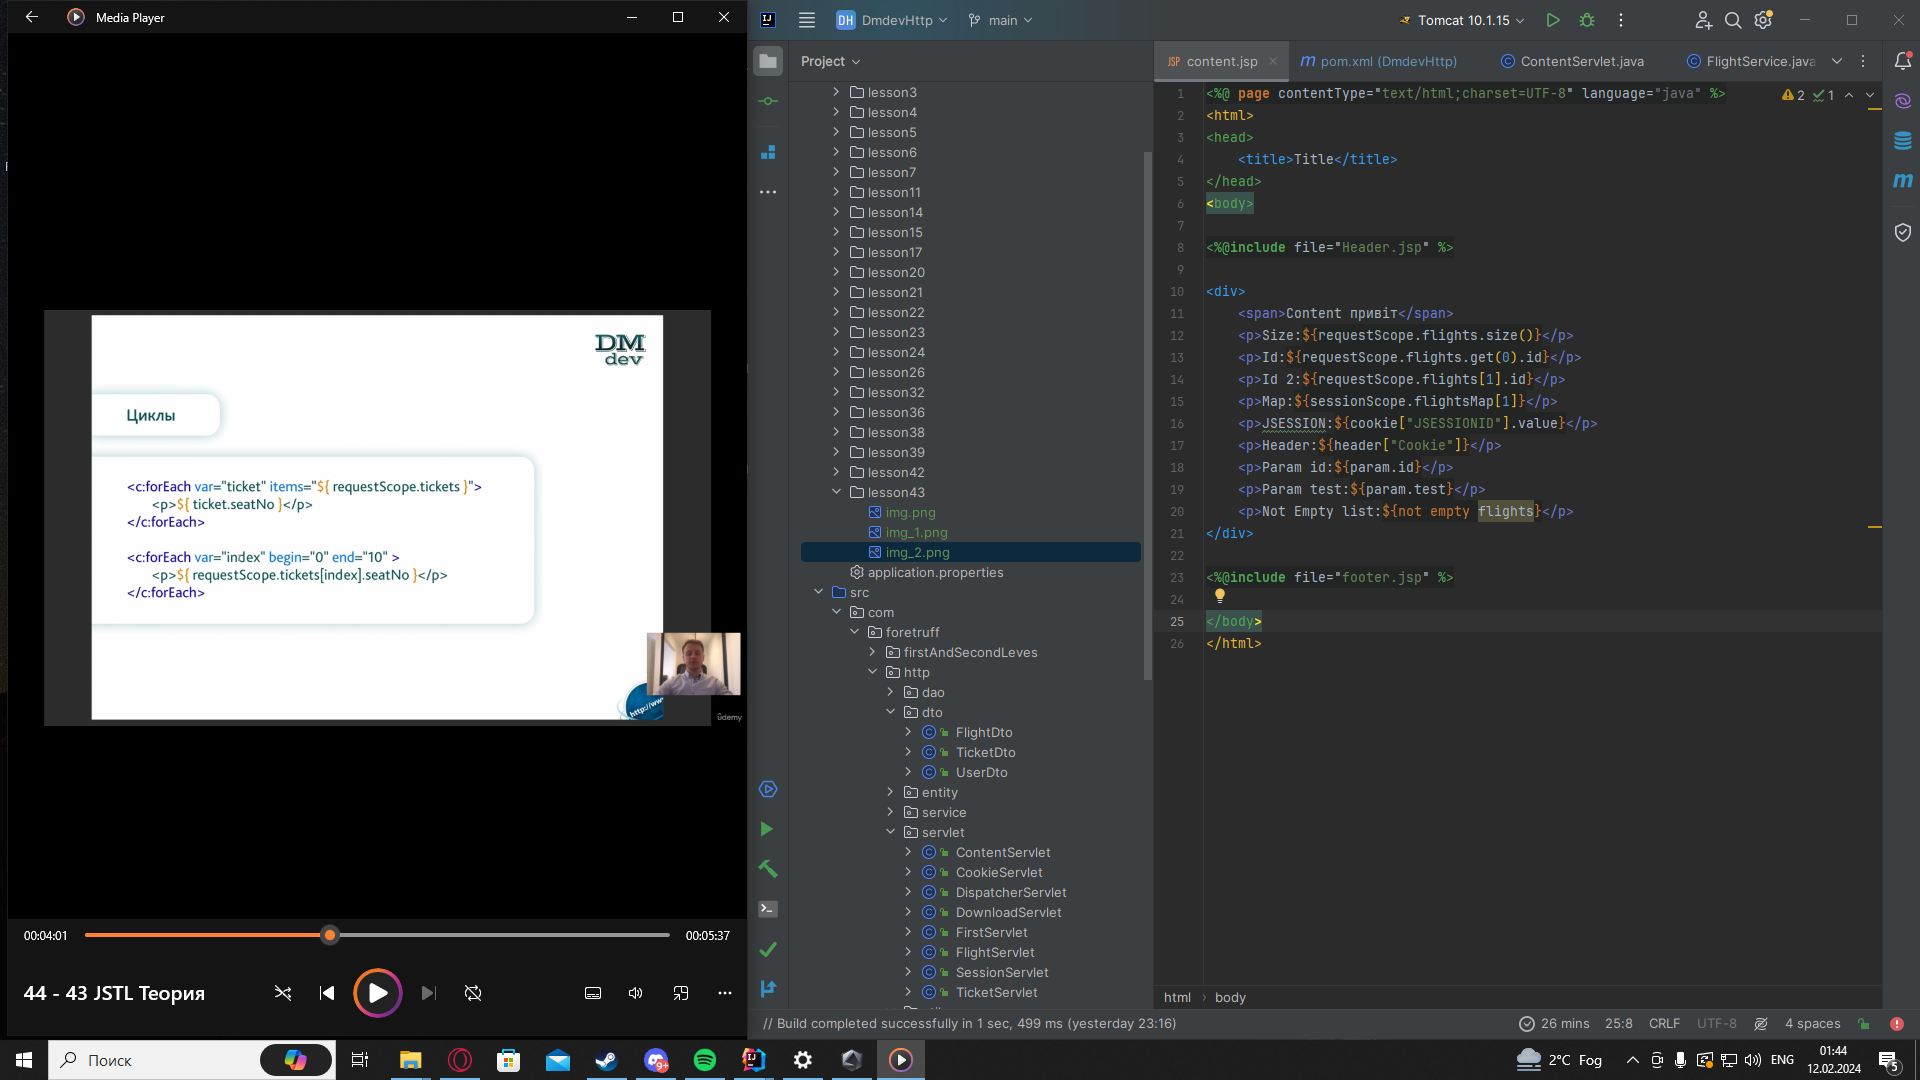 Media Player
DM
dev
Циклы
<c:forEach var="ticket" items="${ requestScope.tickets }">
<p>${ ticket.seatNo }</p>
</c:forEach>
<c:forEach var="index" begin="0" end="10" >
<p>${ requestScope.tickets[index].seatNo }</p>
</c:forEach>
http://ww
udemy
00:04:01
00:05:37
44 - 43 JSTL Теория
DH DmdevHttp
main
Tomcat 10.1.15
Project
lesson3
lesson4
lesson5
lesson6
lesson7
lesson11
lesson14
lesson15
lesson17
lesson20
lesson21
lesson22
lesson23
lesson24
lesson26
lesson32
lesson36
lesson38
lesson39
lesson42
lesson43
img.png
img_1.png
img_2.png
application.properties
src
com
foretruff
firstAndSecondLeves
http
dao
dto
FlightDto
TicketDto
UserDto
entity
service
servlet
ContentServlet
CookieServlet
DispatcherServlet
DownloadServlet
FirstServlet
FlightServlet
SessionServlet
TicketServlet
JSP content.jsp
m pom.xml (DmdevHttp)
ContentServlet.java
FlightService.java
2 1
1 <%@ page contentType="text/html;charset=UTF-8" language="java" %>
2 <html>
3 <head>
4 <title>Title</title>
5 </head>
6 <body>
7
8 <%@include file="Header.jsp" %>
9
10 <div>
11 <span>Content привіт</span>
12 <p>Size:${requestScope.flights.size()}</p>
13 <p>Id:${requestScope.flights.get(0).id}</p>
14 <p>Id 2:${requestScope.flights[1].id}</p>
15 <p>Map:${sessionScope.flightsMap[1]}</p>
16 <p>JSESSION:${cookie["JSESSIONID"].value}</p>
17 <p>Header:${header["Cookie"]}</p>
18 <p>Param id:${param.id}</p>
19 <p>Param test:${param.test}</p>
20 <p>Not Empty list:${not empty flights}</p>
21 </div>
22
23 <%@include file="footer.jsp" %>
24
25 </body>
26 </html>
html › body
// Build completed successfully in 1 sec, 499 ms (yesterday 23:16)
26 mins 25:8 CRLF UTF-8 4 spaces
Поиск
9+
2°C Fog
ENG
01:44
12.02.2024
5